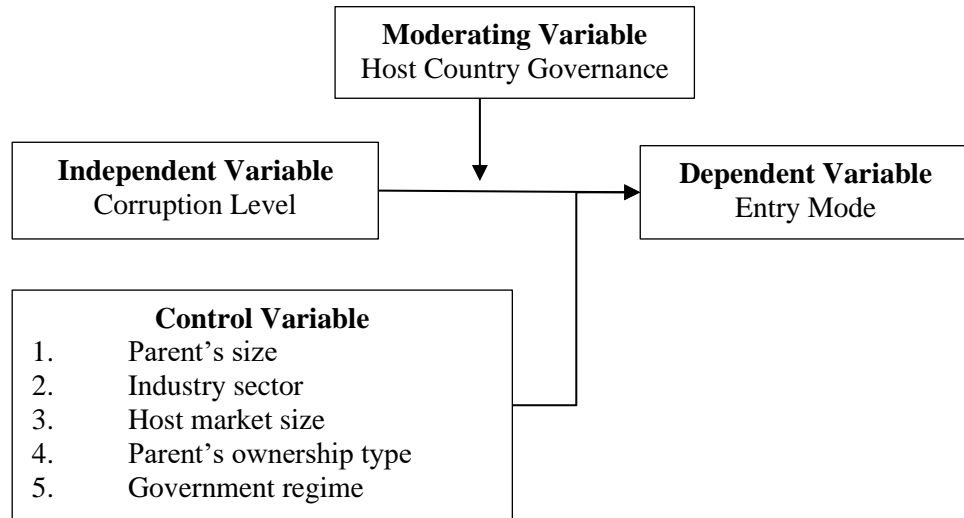 Moderating Variable
Host Country Governance
Independent Variable
Corruption Level
Dependent Variable
Entry Mode
Control Variable
1. Parent’s size
2. Industry sector
3. Host market size
4. Parent’s ownership type
5. Government regime